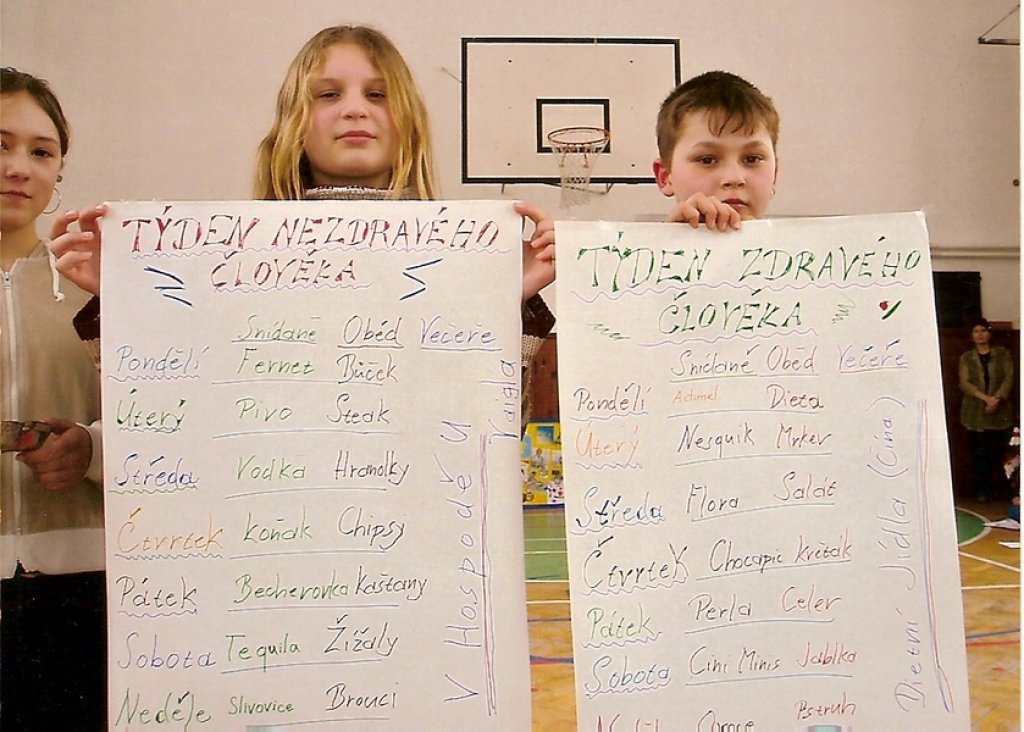 TÝDEN NEZDRAVÉHO
ČLOVĚKA
Snídaně Oběd Večeře
Pondělí Fernet Bůček
Úterý Pivo Steak
Středa Vodka Hranolky
Čtvrtek Koňak Chipsy
Pátek Becherovka kaštany
Sobota Tequila Žížaly
Neděle Slivovice Brouci
V Hospodě U
TÝDEN ZDRAVÉHO
ČLOVĚKA
Snídaně Oběd Večeře
Pondělí Actimel Dieta
Úterý Nesquik Mrkev
Středa Flora Salát
Čtvrtek Chocapic květák
Pátek Perla Celer
Sobota Cini Minis Jablka
Pstruh
Dietní Jídla (Čína)